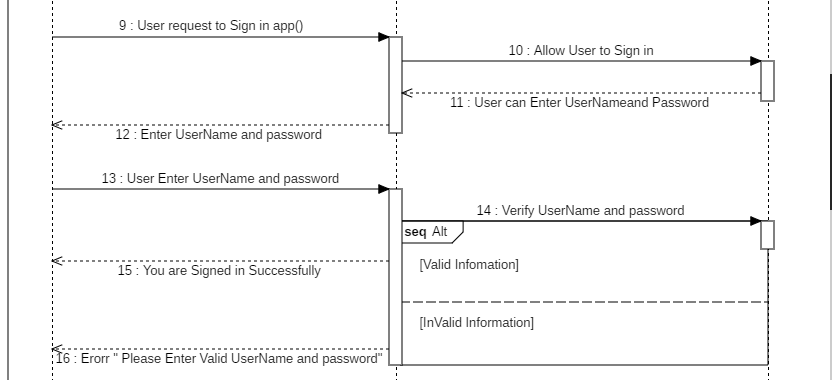 9 : User request to Sign in app()
10 : Allow User to Sign in
11 : User can Enter UserNameand Password
12 : Enter UserName and password
13 : User Enter UserName and password
14 : Verify UserName and password
seq Alt
[Valid Infomation]
15 : You are Signed in Successfully
[InValid Information]
16 : Erorr " Please Enter Valid UserName and password"